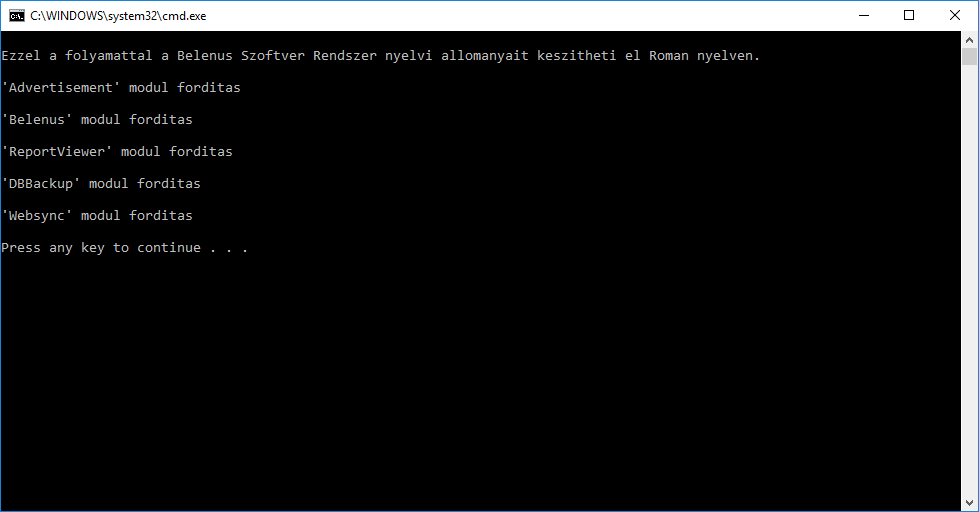 C:\WINDOWS\system32\cmd.exe
Ezzel a folyamattal a Belenus Szoftver Rendszer nyelvi allomanyait keszitheti el Roman nyelven.
'Advertisement' modul forditas
'Belenus' modul forditas
'ReportViewer' modul forditas
'DBBackup' modul forditas
'Websync' modul forditas
Press any key to continue . . .